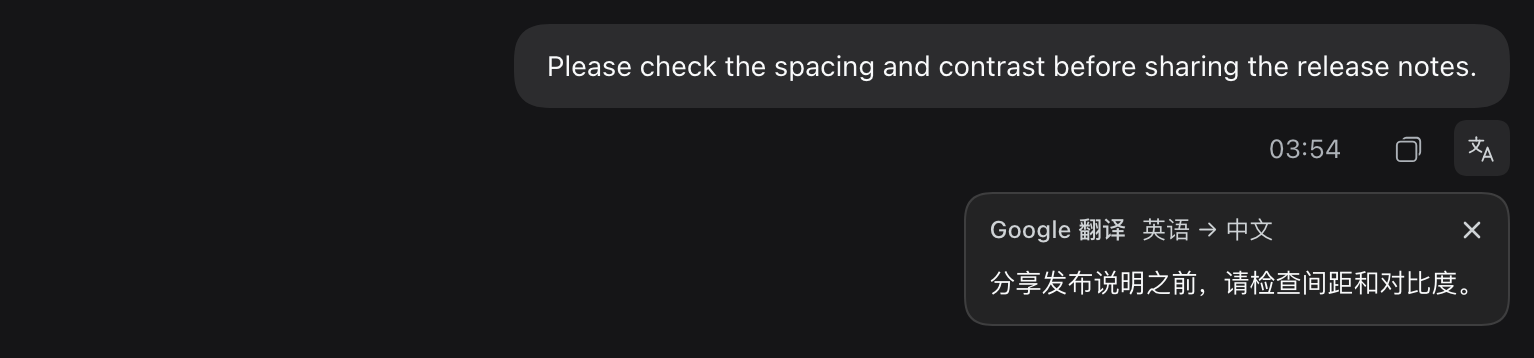 Please check the spacing and contrast before sharing the release notes.
03:54
Google 翻译 英语 → 中文
分享发布说明之前，请检查间距和对比度。